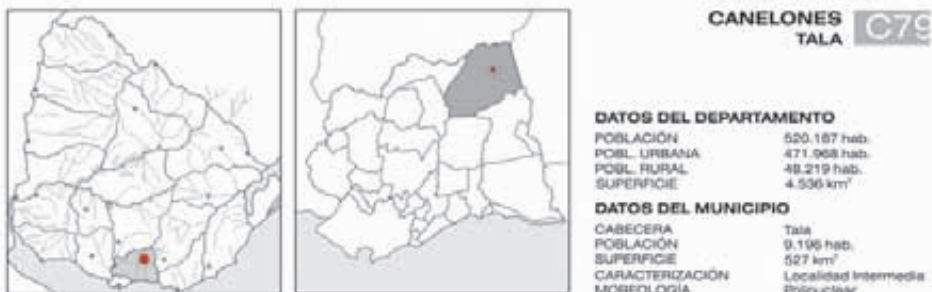 CANELONES
TALA
C79
DATOS DEL DEPARTAMENTO
POBLACIÓN 520.187 hab.
POBL. URBANA 471.968 hab.
POBL. RURAL 48.219 hab.
SUPERFICIE 4.536 km²
DATOS DEL MUNICIPIO
CABECERA Tala
POBLACIÓN 9.196 hab.
SUPERFICIE 527 km²
CARACTERIZACIÓN Localidad Intermedia
MORFOLOGÍA Polinuclear